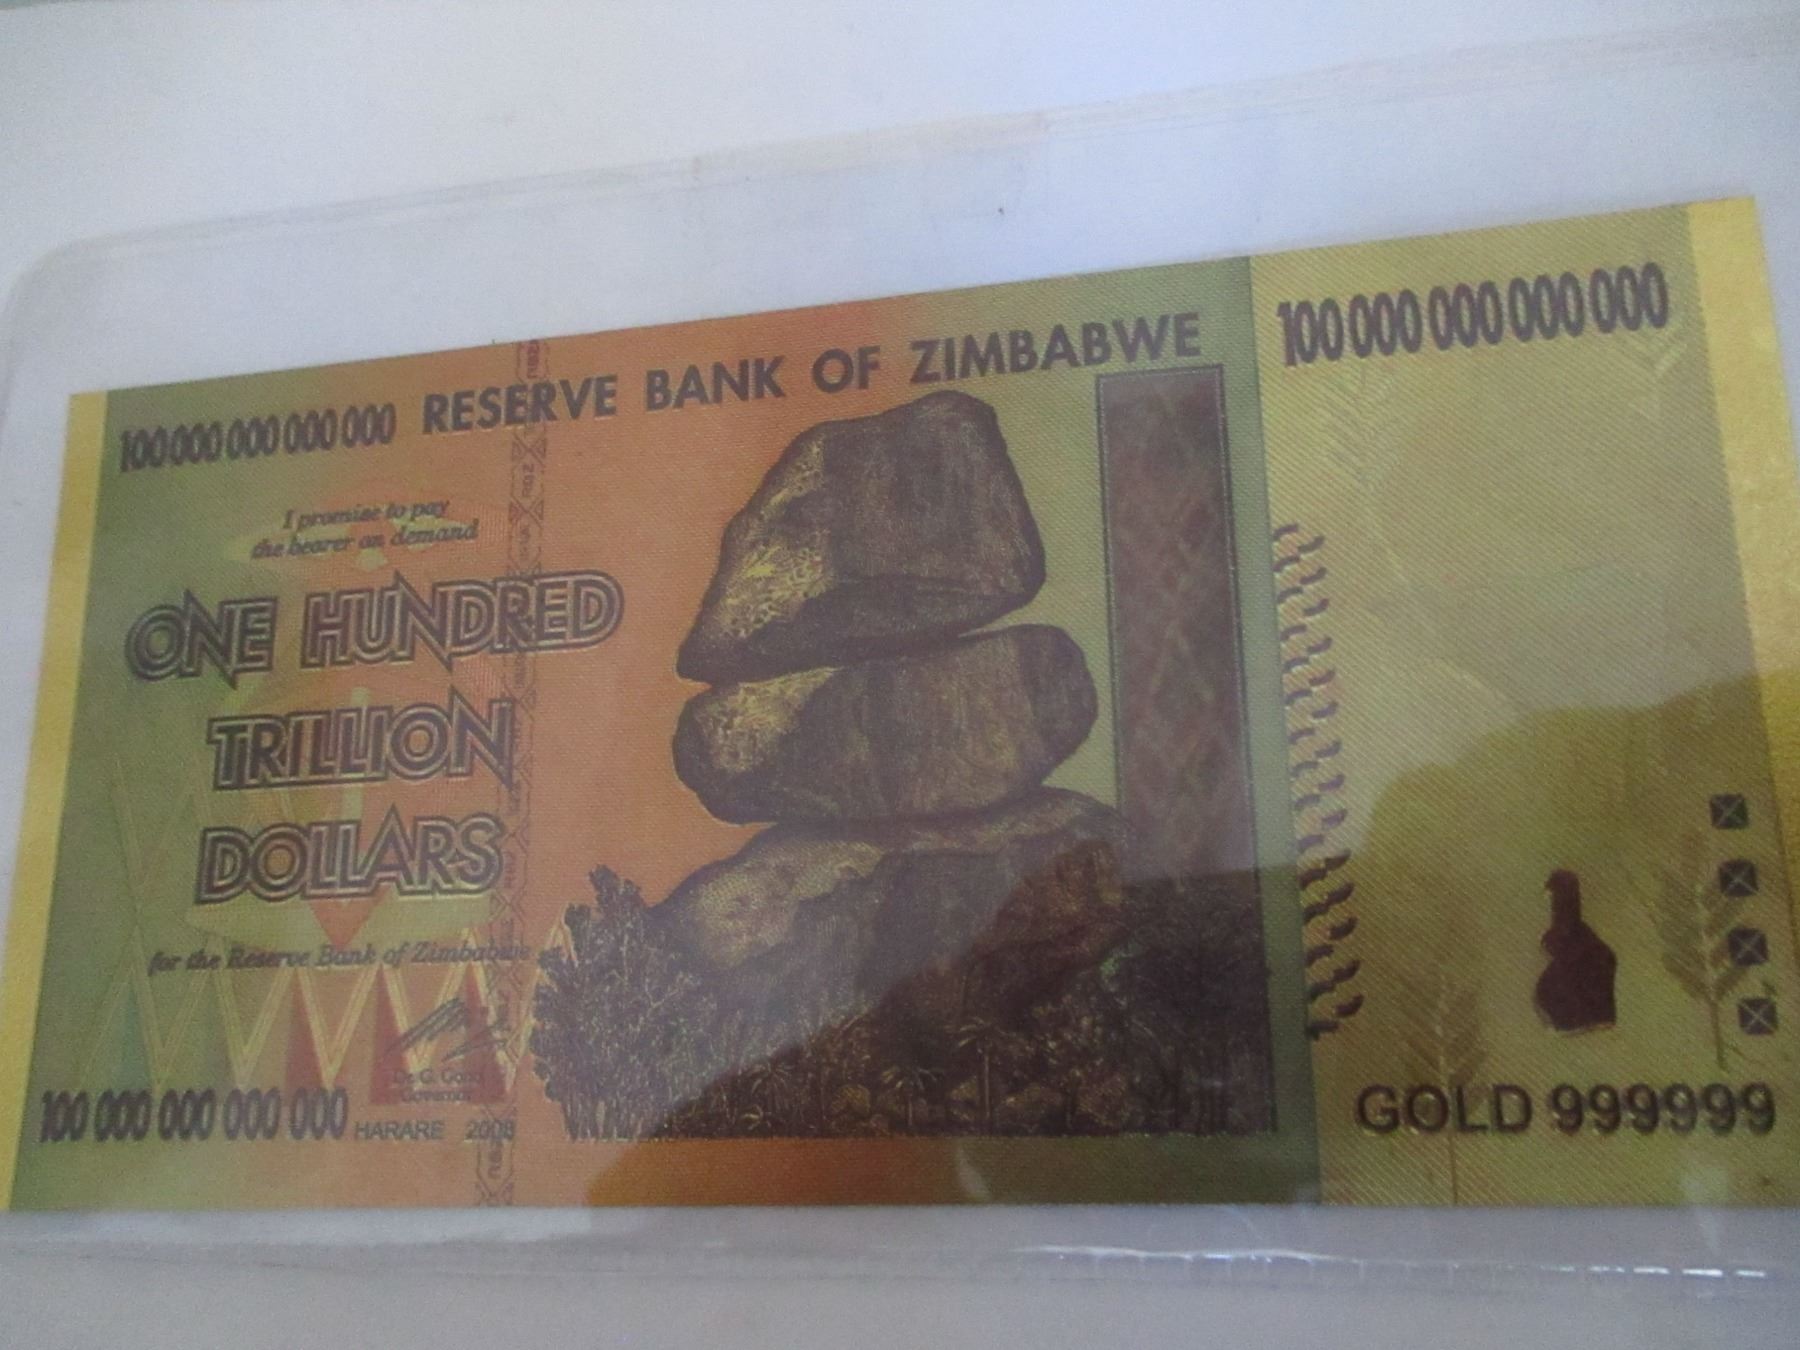 100 000 000 000 000
RESERVE BANK OF ZIMBABWE
100 000 000 000 000
I promise to pay
the bearer on demand
ONE HUNDRED
TRILLION
DOLLARS
for the Reserve Bank of Zimbabwe
Dr. G. Gono
Governor
100 000 000 000 000
HARARE 2008
GOLD 999999